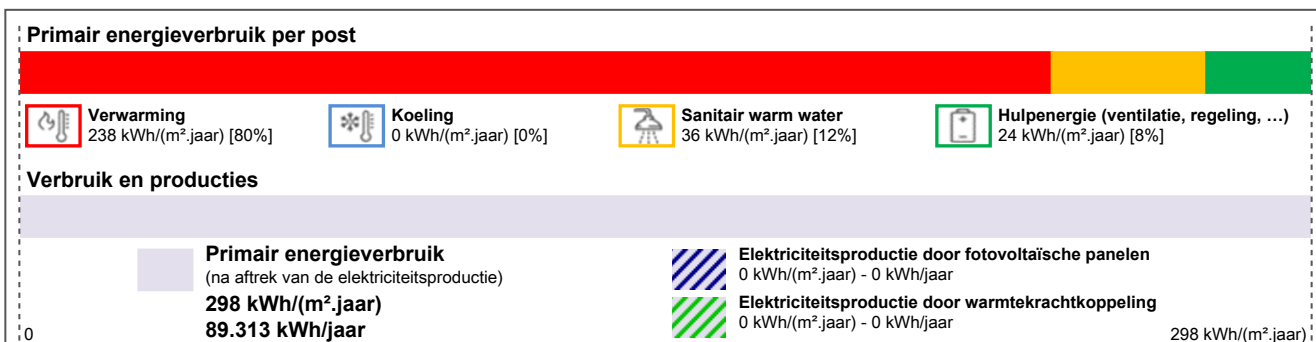 Primair energieverbruik per post
Verwarming
238 kWh/(m².jaar) [80%]
Koeling
0 kWh/(m².jaar) [0%]
Sanitair warm water
36 kWh/(m².jaar) [12%]
Hulpenergie (ventilatie, regeling, …)
24 kWh/(m².jaar) [8%]
Verbruik en producties
Primair energieverbruik
(na aftrek van de elektriciteitsproductie)
298 kWh/(m².jaar)
89.313 kWh/jaar
Elektriciteitsproductie door fotovoltaïsche panelen
0 kWh/(m².jaar) - 0 kWh/jaar
Elektriciteitsproductie door warmtekrachtkoppeling
0 kWh/(m².jaar) - 0 kWh/jaar
0
298 kWh/(m².jaar)